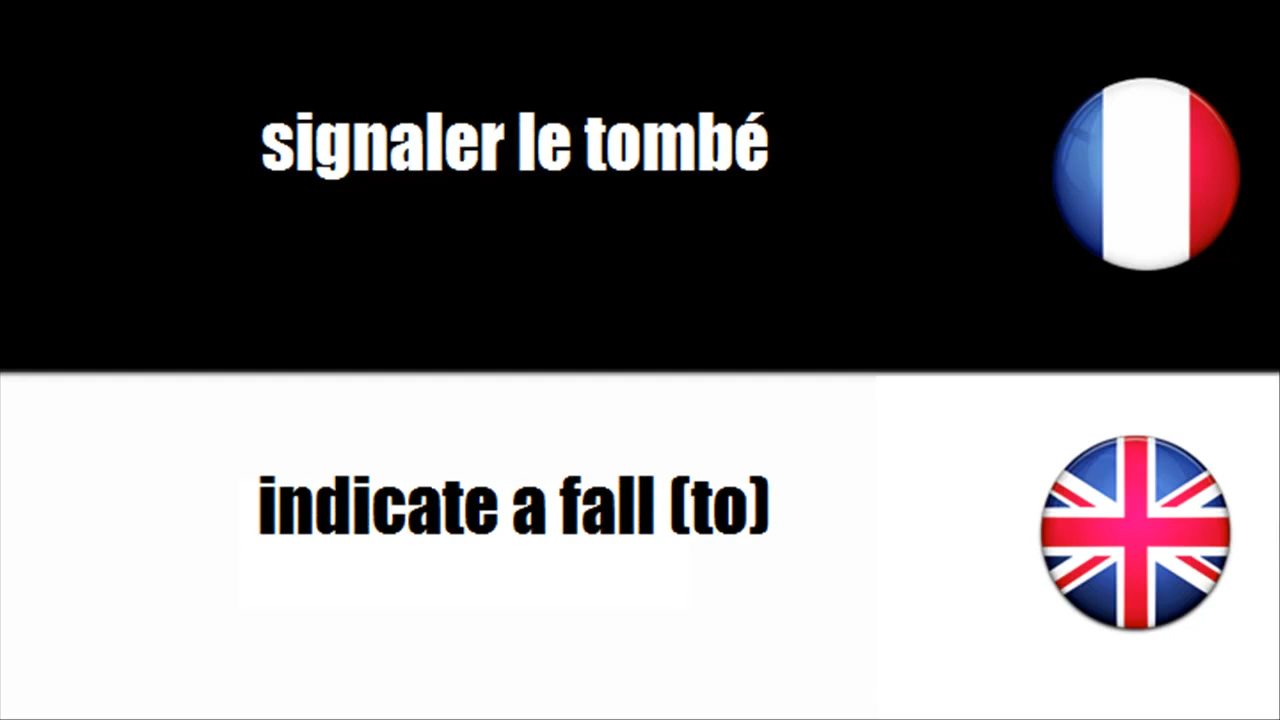 signaler le tombé
indicate a fall (to)